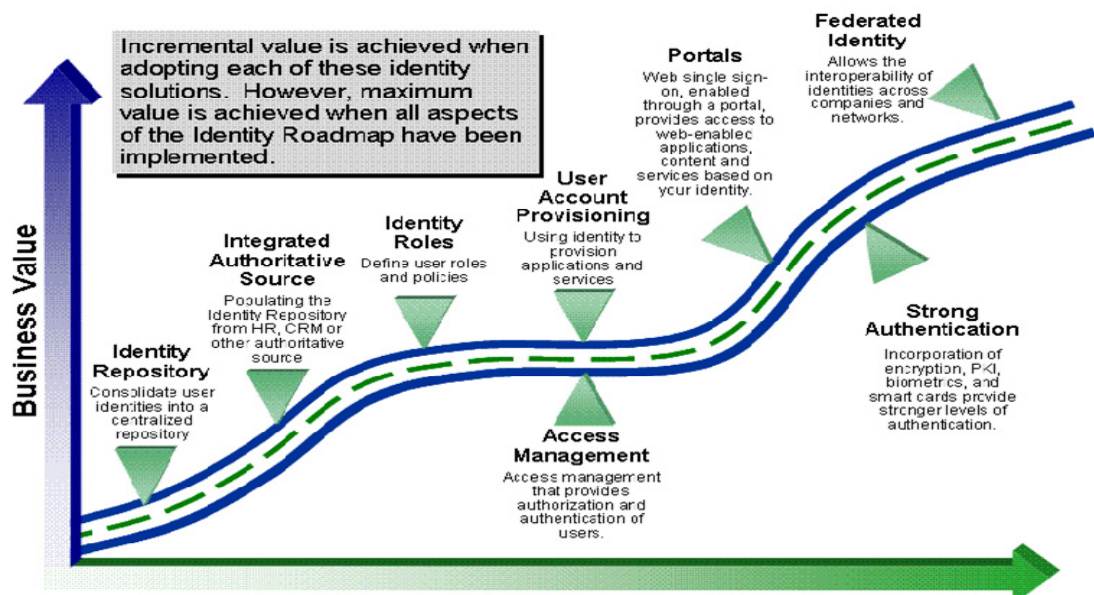 Incremental value is achieved when
adopting each of these identity
solutions. However, maximum
value is achieved when all aspects
of the Identity Roadmap have been
implemented.
Business Value
Identity
Repository
Consolidate user
identities into a
centralized
repository
Integrated
Authoritative
Source
Populating the
Identity Repository
from HR, CRM or
other authoritative
source
Identity
Roles
Define user roles
and policies
User
Account
Provisioning
Using identity to
provision
applications and
services
Access
Management
Access management
that provides
authorization and
authentication of
users.
Portals
Web single sign-
on, enabled
through a portal,
provides access to
web-enabled
applications,
content and
services based on
your identity.
Federated
Identity
Allows the
interoperability of
identities across
companies and
networks.
Strong
Authentication
Incorporation of
encryption, PKI,
biometrics, and
smart cards provide
stronger levels of
authentication.